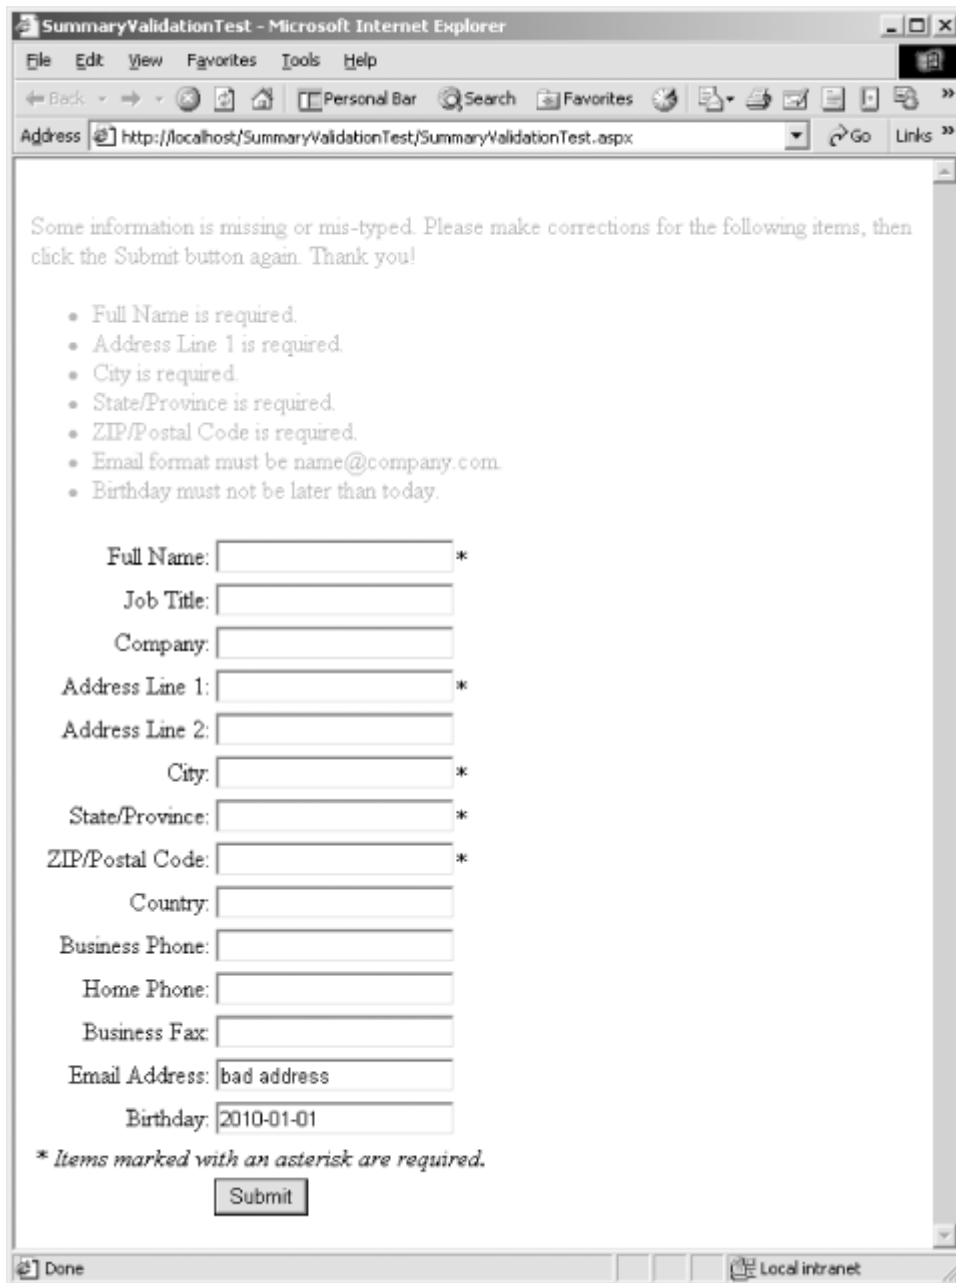 SummaryValidationTest - Microsoft Internet Explorer
File Edit View Favorites Tools Help
Back Personal Bar Search Favorites »
Address http://localhost/SummaryValidationTest/SummaryValidationTest.aspx Go Links »
Some information is missing or mis-typed. Please make corrections for the following items, then
click the Submit button again. Thank you!
• Full Name is required.
• Address Line 1 is required.
• City is required.
• State/Province is required.
• ZIP/Postal Code is required.
• Email format must be name@company.com.
• Birthday must not be later than today.
Full Name: *
Job Title:
Company:
Address Line 1: *
Address Line 2:
City: *
State/Province: *
ZIP/Postal Code: *
Country:
Business Phone:
Home Phone:
Business Fax:
Email Address: bad address
Birthday: 2010-01-01
* Items marked with an asterisk are required.
Submit
Done Local intranet